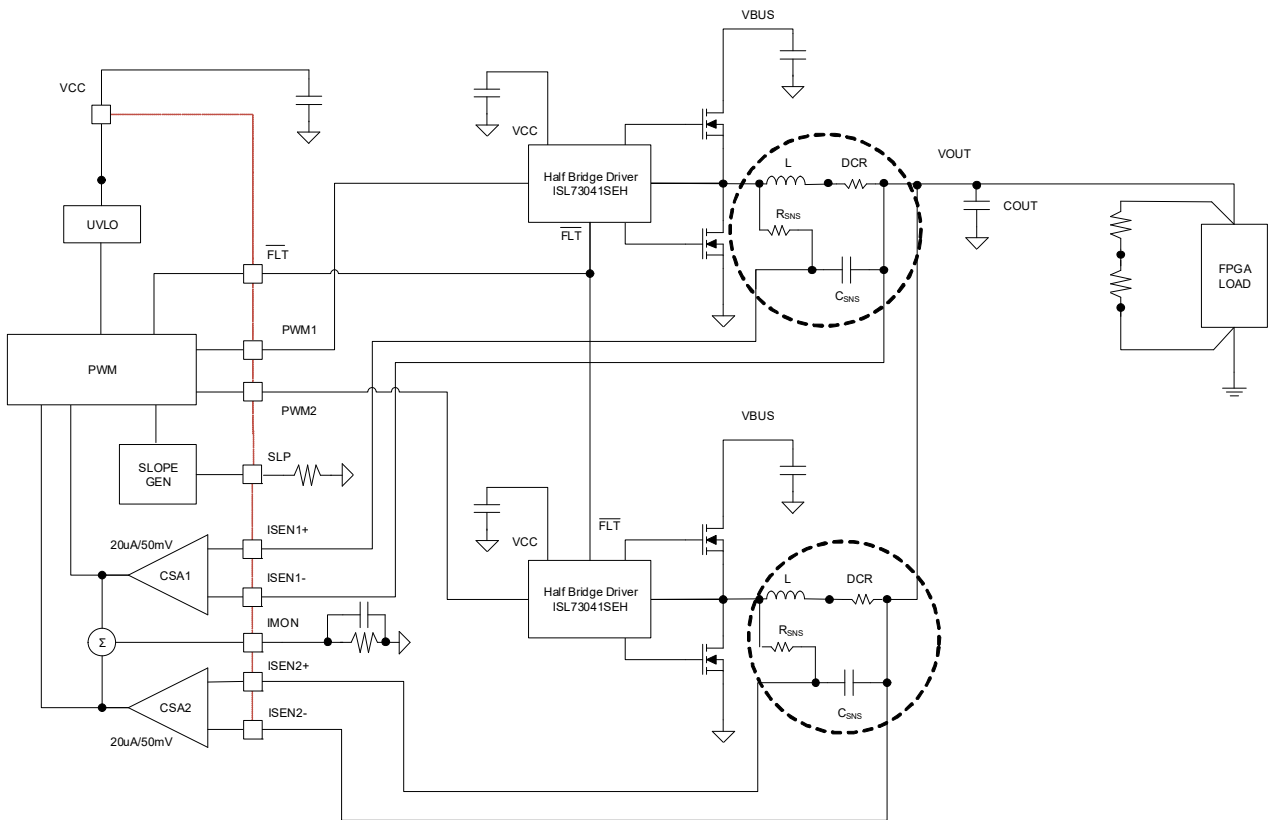 VBUS
VCC
VCC
Half Bridge Driver
ISL73041SEH
L
DCR
VOUT
UVLO
RSNS
COUT
FLT
FLT
FPGA
LOAD
CSNS
PWM1
PWM
PWM2
VBUS
SLP
SLOPE
GEN
FLT
ISEN1+
VCC
20uA/50mV
CSA1
Half Bridge Driver
ISL73041SEH
L
DCR
ISEN1-
IMON
RSNS
Σ
ISEN2+
CSA2
ISEN2-
CSNS
20uA/50mV